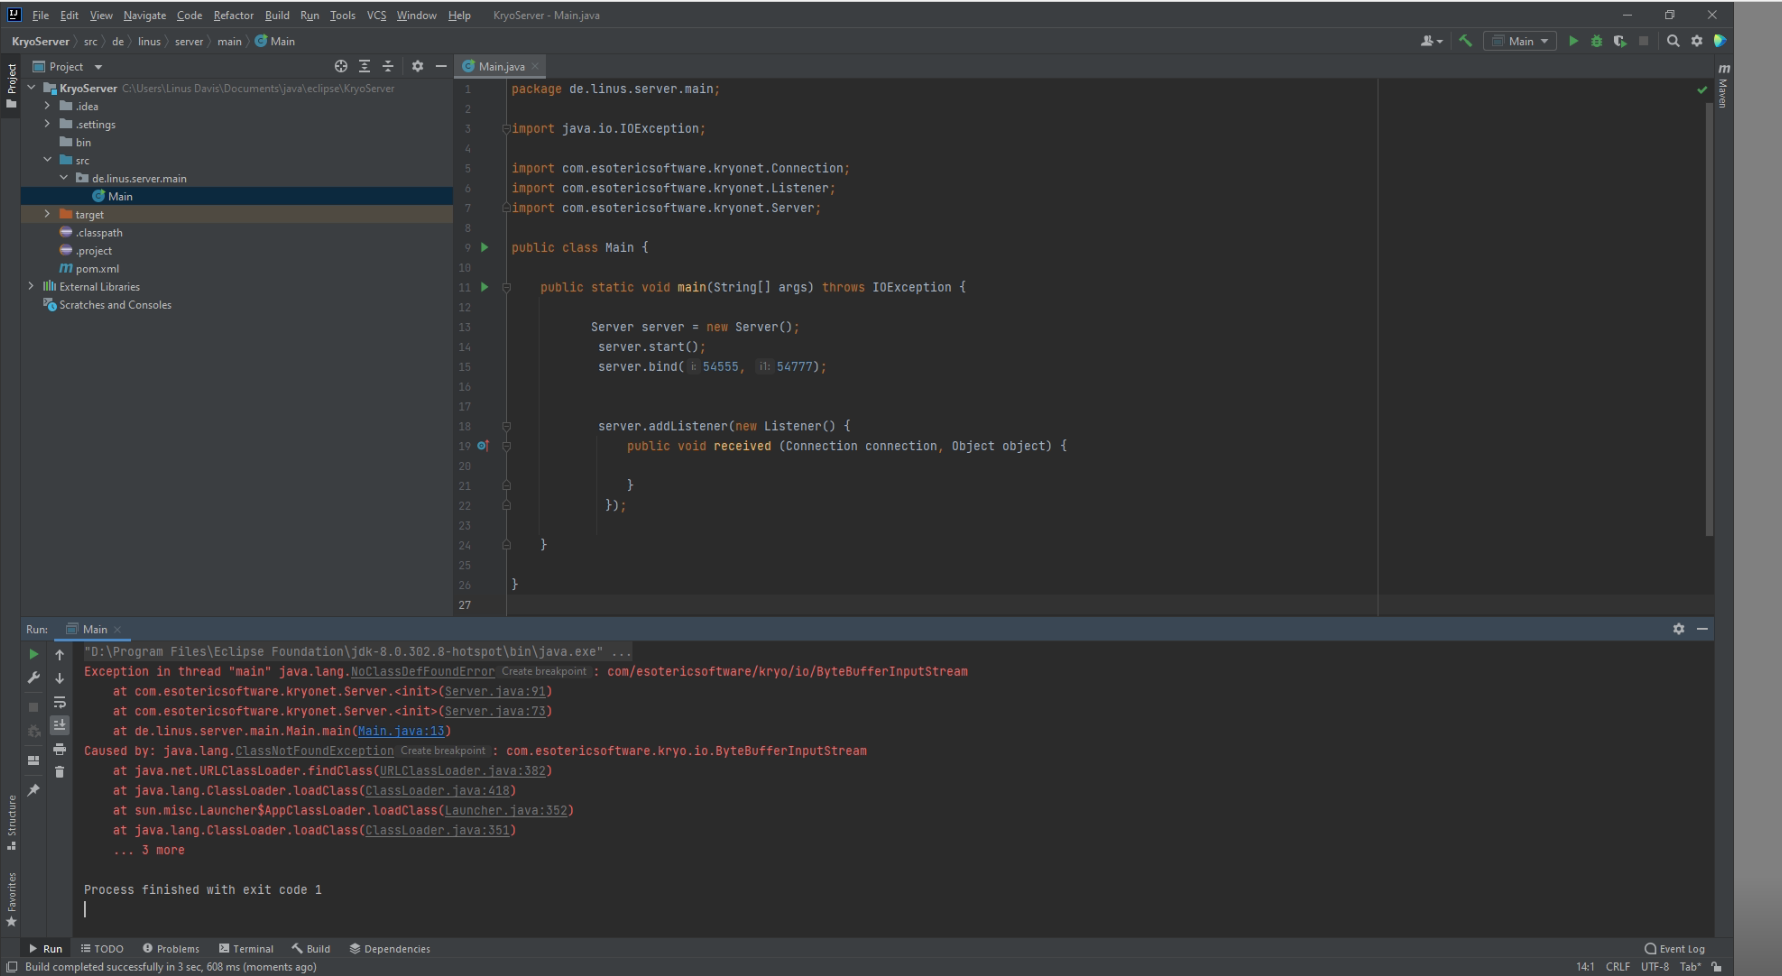 File Edit View Navigate Code Refactor Build Run Tools VCS Window Help KryoServer - Main.java
KryoServer src de linus server main Main
Main
Project
Main.java
Project
Maven
KryoServer C:\Users\Linus Davis\Documents\java\eclipse\KryoServer
.idea
.settings
bin
src
de.linus.server.main
Main
target
.classpath
.project
pom.xml
External Libraries
Scratches and Consoles
1 package de.linus.server.main;
2
3 import java.io.IOException;
4
5 import com.esotericsoftware.kryonet.Connection;
6 import com.esotericsoftware.kryonet.Listener;
7 import com.esotericsoftware.kryonet.Server;
8
9 public class Main {
10
11 public static void main(String[] args) throws IOException {
12
13 Server server = new Server();
14 server.start();
15 server.bind( i: 54555, i1: 54777);
16
17
18 server.addListener(new Listener() {
19 public void received (Connection connection, Object object) {
20
21 }
22 });
23
24 }
25
26 }
27
Run: Main
"D:\Program Files\Eclipse Foundation\jdk-8.0.302.8-hotspot\bin\java.exe" ...
Exception in thread "main" java.lang.NoClassDefFoundError Create breakpoint : com/esotericsoftware/kryo/io/ByteBufferInputStream
at com.esotericsoftware.kryonet.Server.<init>(Server.java:91)
at com.esotericsoftware.kryonet.Server.<init>(Server.java:73)
at de.linus.server.main.Main.main(Main.java:13)
Caused by: java.lang.ClassNotFoundException Create breakpoint : com.esotericsoftware.kryo.io.ByteBufferInputStream
at java.net.URLClassLoader.findClass(URLClassLoader.java:382)
at java.lang.ClassLoader.loadClass(ClassLoader.java:418)
at sun.misc.Launcher$AppClassLoader.loadClass(Launcher.java:352)
at java.lang.ClassLoader.loadClass(ClassLoader.java:351)
... 3 more
Process finished with exit code 1
Structure
Favorites
Run TODO Problems Terminal Build Dependencies Event Log
Build completed successfully in 3 sec, 608 ms (moments ago) 14:1 CRLF UTF-8 Tab*